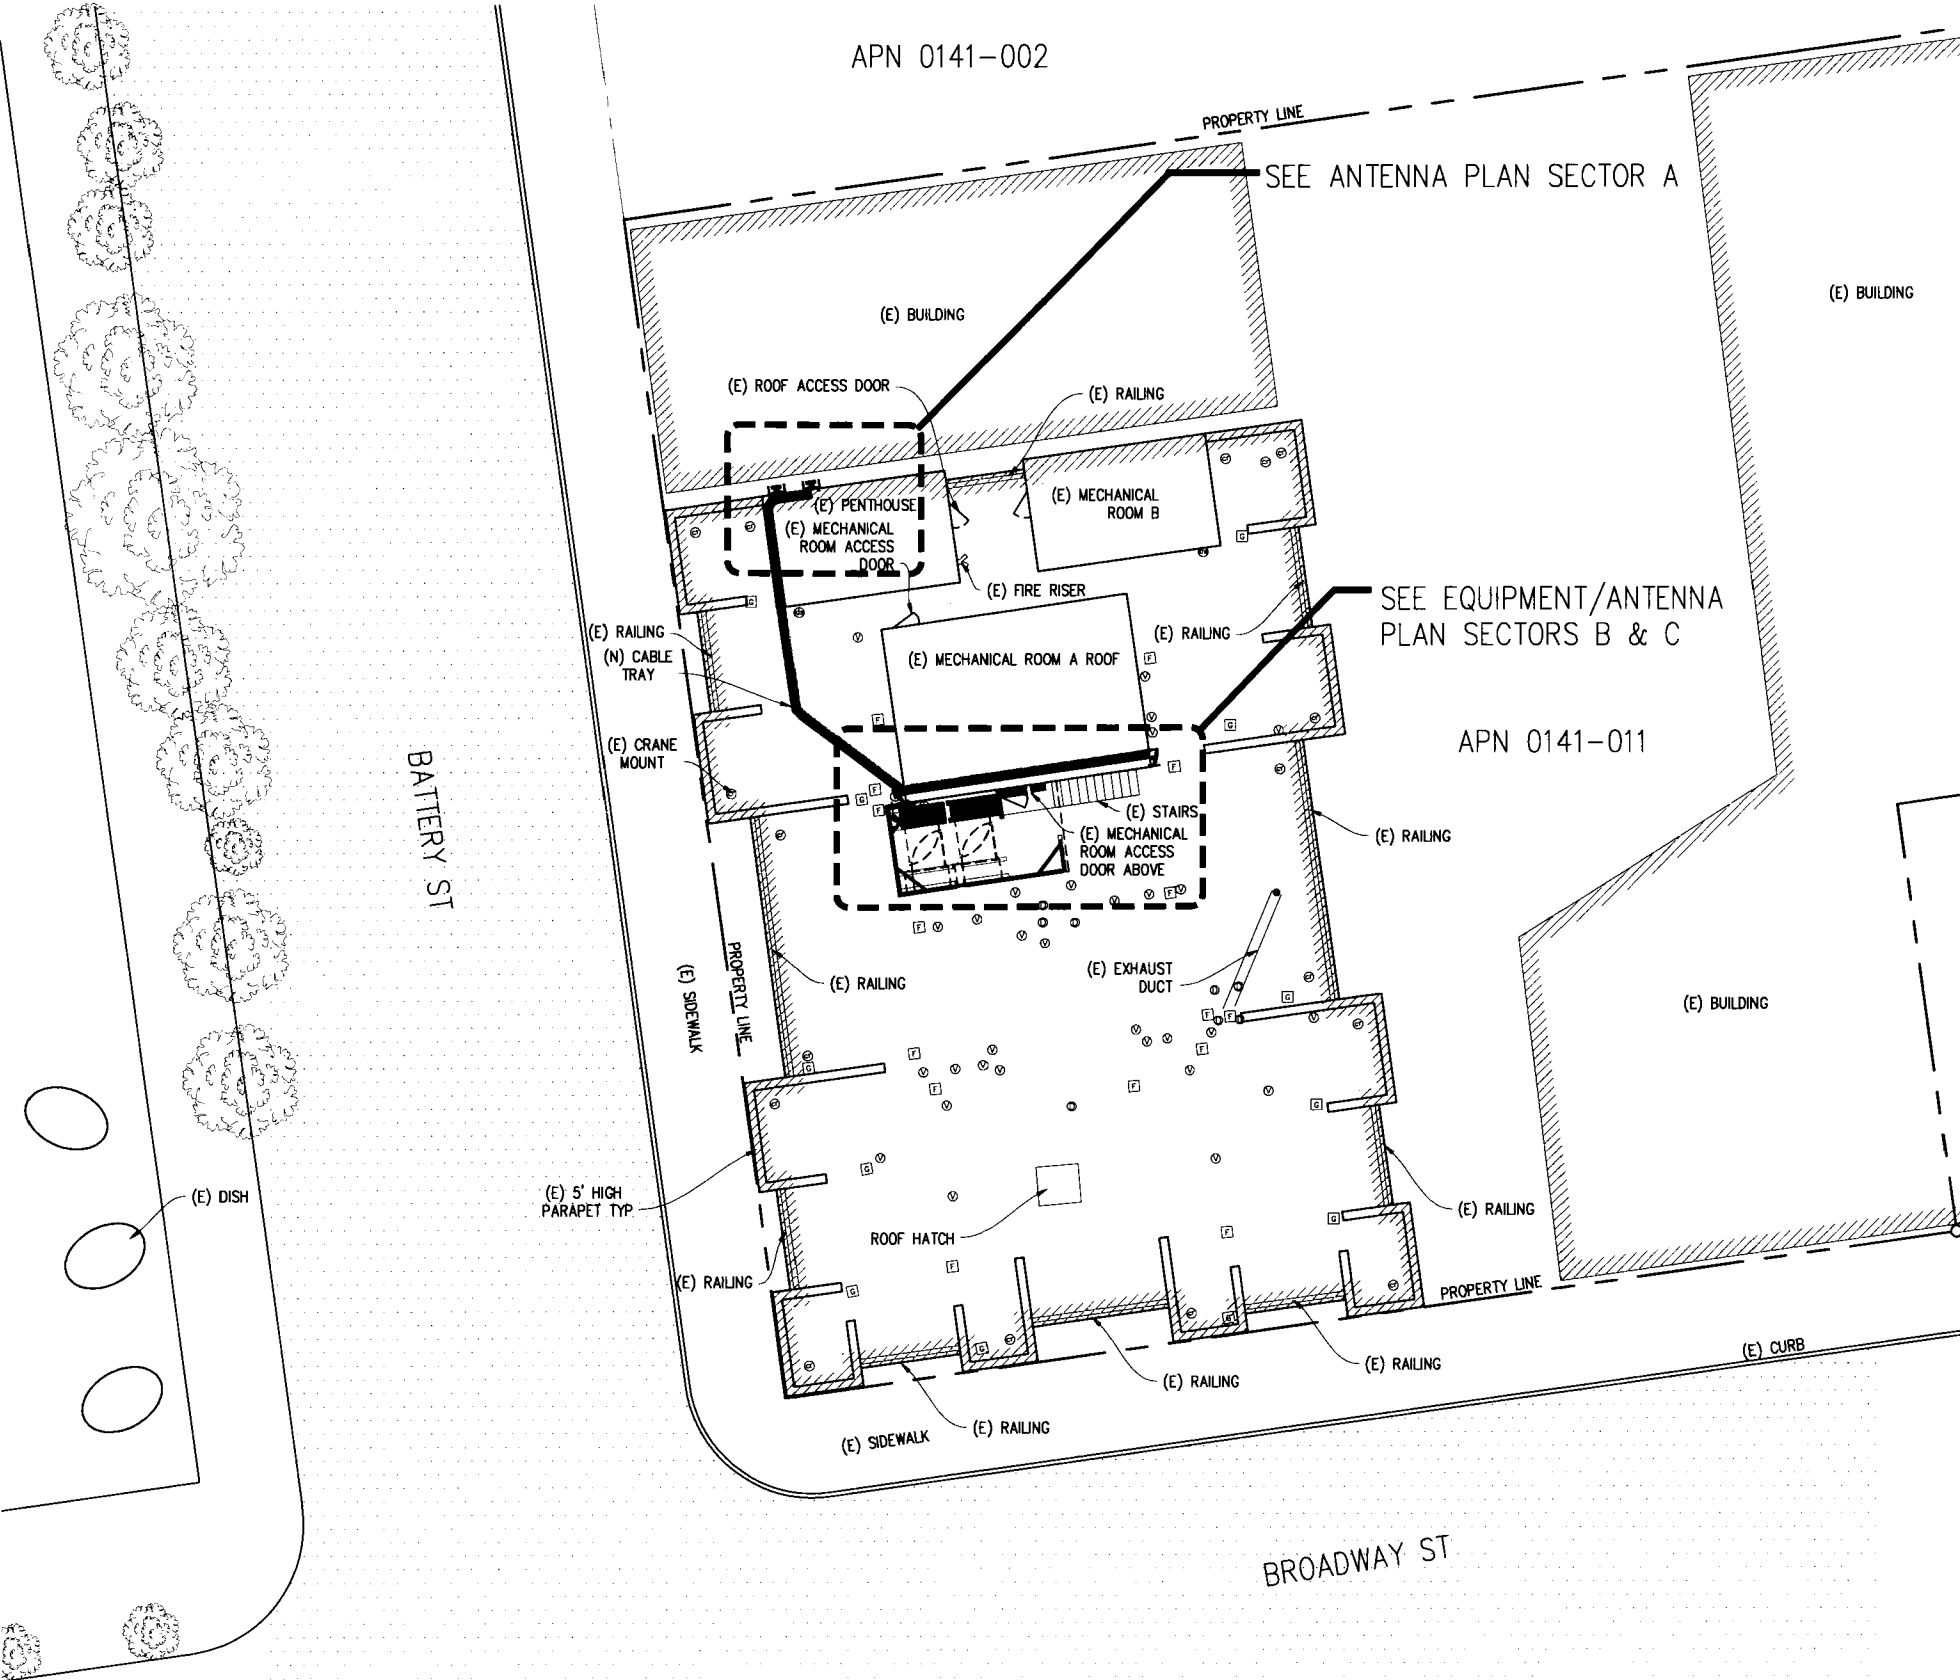 APN 0141-002
PROPERTY LINE
SEE ANTENNA PLAN SECTOR A
(E) BUILDING
(E) BUILDING
(E) ROOF ACCESS DOOR
(E) RAILING
(E) PENTHOUSE
(E) MECHANICAL
ROOM ACCESS
DOOR
(E) MECHANICAL
ROOM B
(E) FIRE RISER
SEE EQUIPMENT/ANTENNA
PLAN SECTORS B & C
(E) RAILING
(N) CABLE
TRAY
(E) RAILING
(E) MECHANICAL ROOM A ROOF
(E) CRANE
MOUNT
APN 0141-011
BATTERY ST
(E) STAIRS
(E) MECHANICAL
ROOM ACCESS
DOOR ABOVE
(E) RAILING
(E) SIDEWALK
PROPERTY LINE
(E) RAILING
(E) EXHAUST
DUCT
(E) BUILDING
(E) DISH
(E) 5' HIGH
PARAPET TYP
(E) RAILING
ROOF HATCH
(E) RAILING
PROPERTY LINE
(E) CURB
(E) RAILING
(E) RAILING
(E) SIDEWALK
(E) RAILING
BROADWAY ST